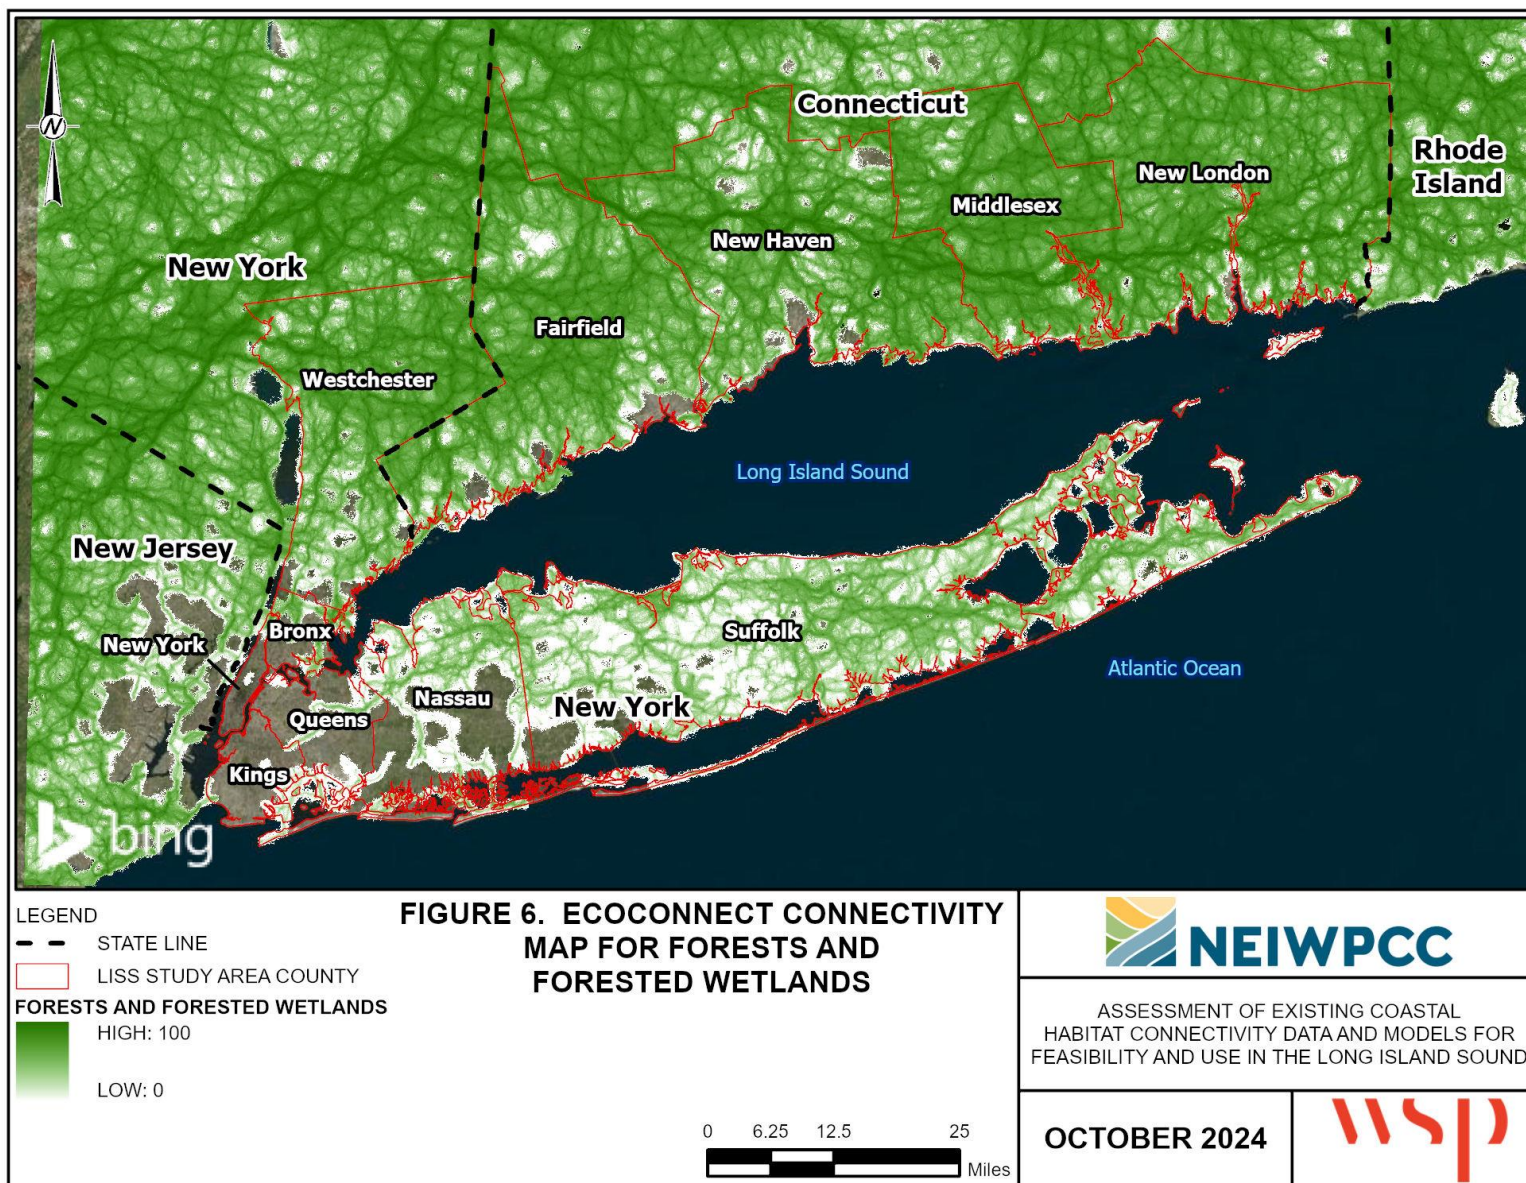 Connecticut
Rhode
Island
New London
Middlesex
New Haven
New York
Fairfield
Westchester
Long Island Sound
New Jersey
New York
Bronx
Suffolk
Atlantic Ocean
Nassau
New York
Queens
Kings
N
bing
LEGEND
STATE LINE
LISS STUDY AREA COUNTY
FORESTS AND FORESTED WETLANDS
HIGH: 100
LOW: 0
FIGURE 6. ECOCONNECT CONNECTIVITY
MAP FOR FORESTS AND
FORESTED WETLANDS
0 6.25 12.5 25
Miles
NEIWPCC
ASSESSMENT OF EXISTING COASTAL
HABITAT CONNECTIVITY DATA AND MODELS FOR
FEASIBILITY AND USE IN THE LONG ISLAND SOUND
OCTOBER 2024
wsp